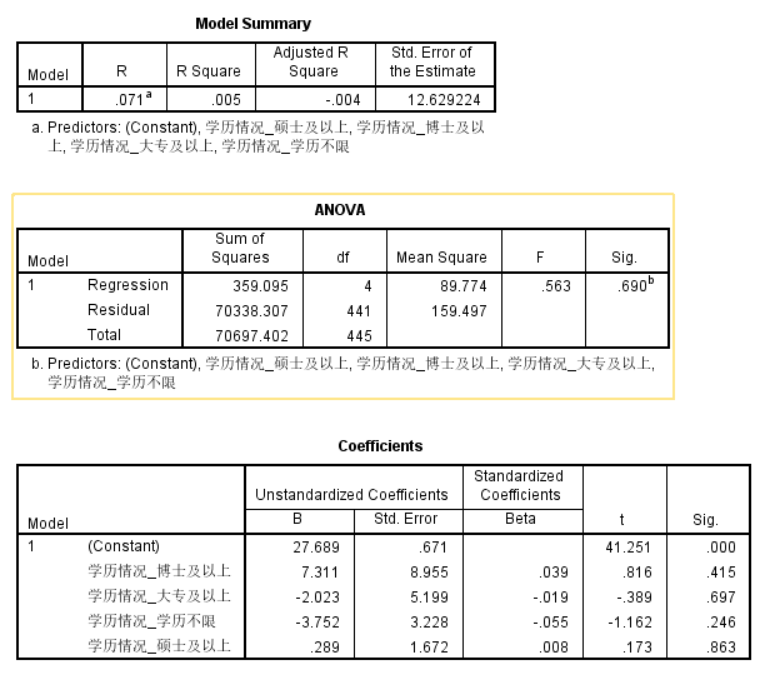 Model Summary
Model R R Square Adjusted R Square Std. Error of the Estimate
1 .071a .005 -.004 12.629224
a. Predictors: (Constant), 学历情况_硕士及以上, 学历情况_博士及以
上, 学历情况_大专及以上, 学历情况_学历不限
ANOVA
Model Sum of Squares df Mean Square F Sig.
1 Regression 359.095 4 89.774 .563 .690b
Residual 70338.307 441 159.497
Total 70697.402 445
b. Predictors: (Constant), 学历情况_硕士及以上, 学历情况_博士及以上, 学历情况_大专及以上,
学历情况_学历不限
Coefficients
Model Unstandardized Coefficients Standardized Coefficients t Sig.
B Std. Error Beta
1 (Constant) 27.689 .671 41.251 .000
学历情况_博士及以上 7.311 8.955 .039 .816 .415
学历情况_大专及以上 -2.023 5.199 -.019 -.389 .697
学历情况_学历不限 -3.752 3.228 -.055 -1.162 .246
学历情况_硕士及以上 .289 1.672 .008 .173 .863